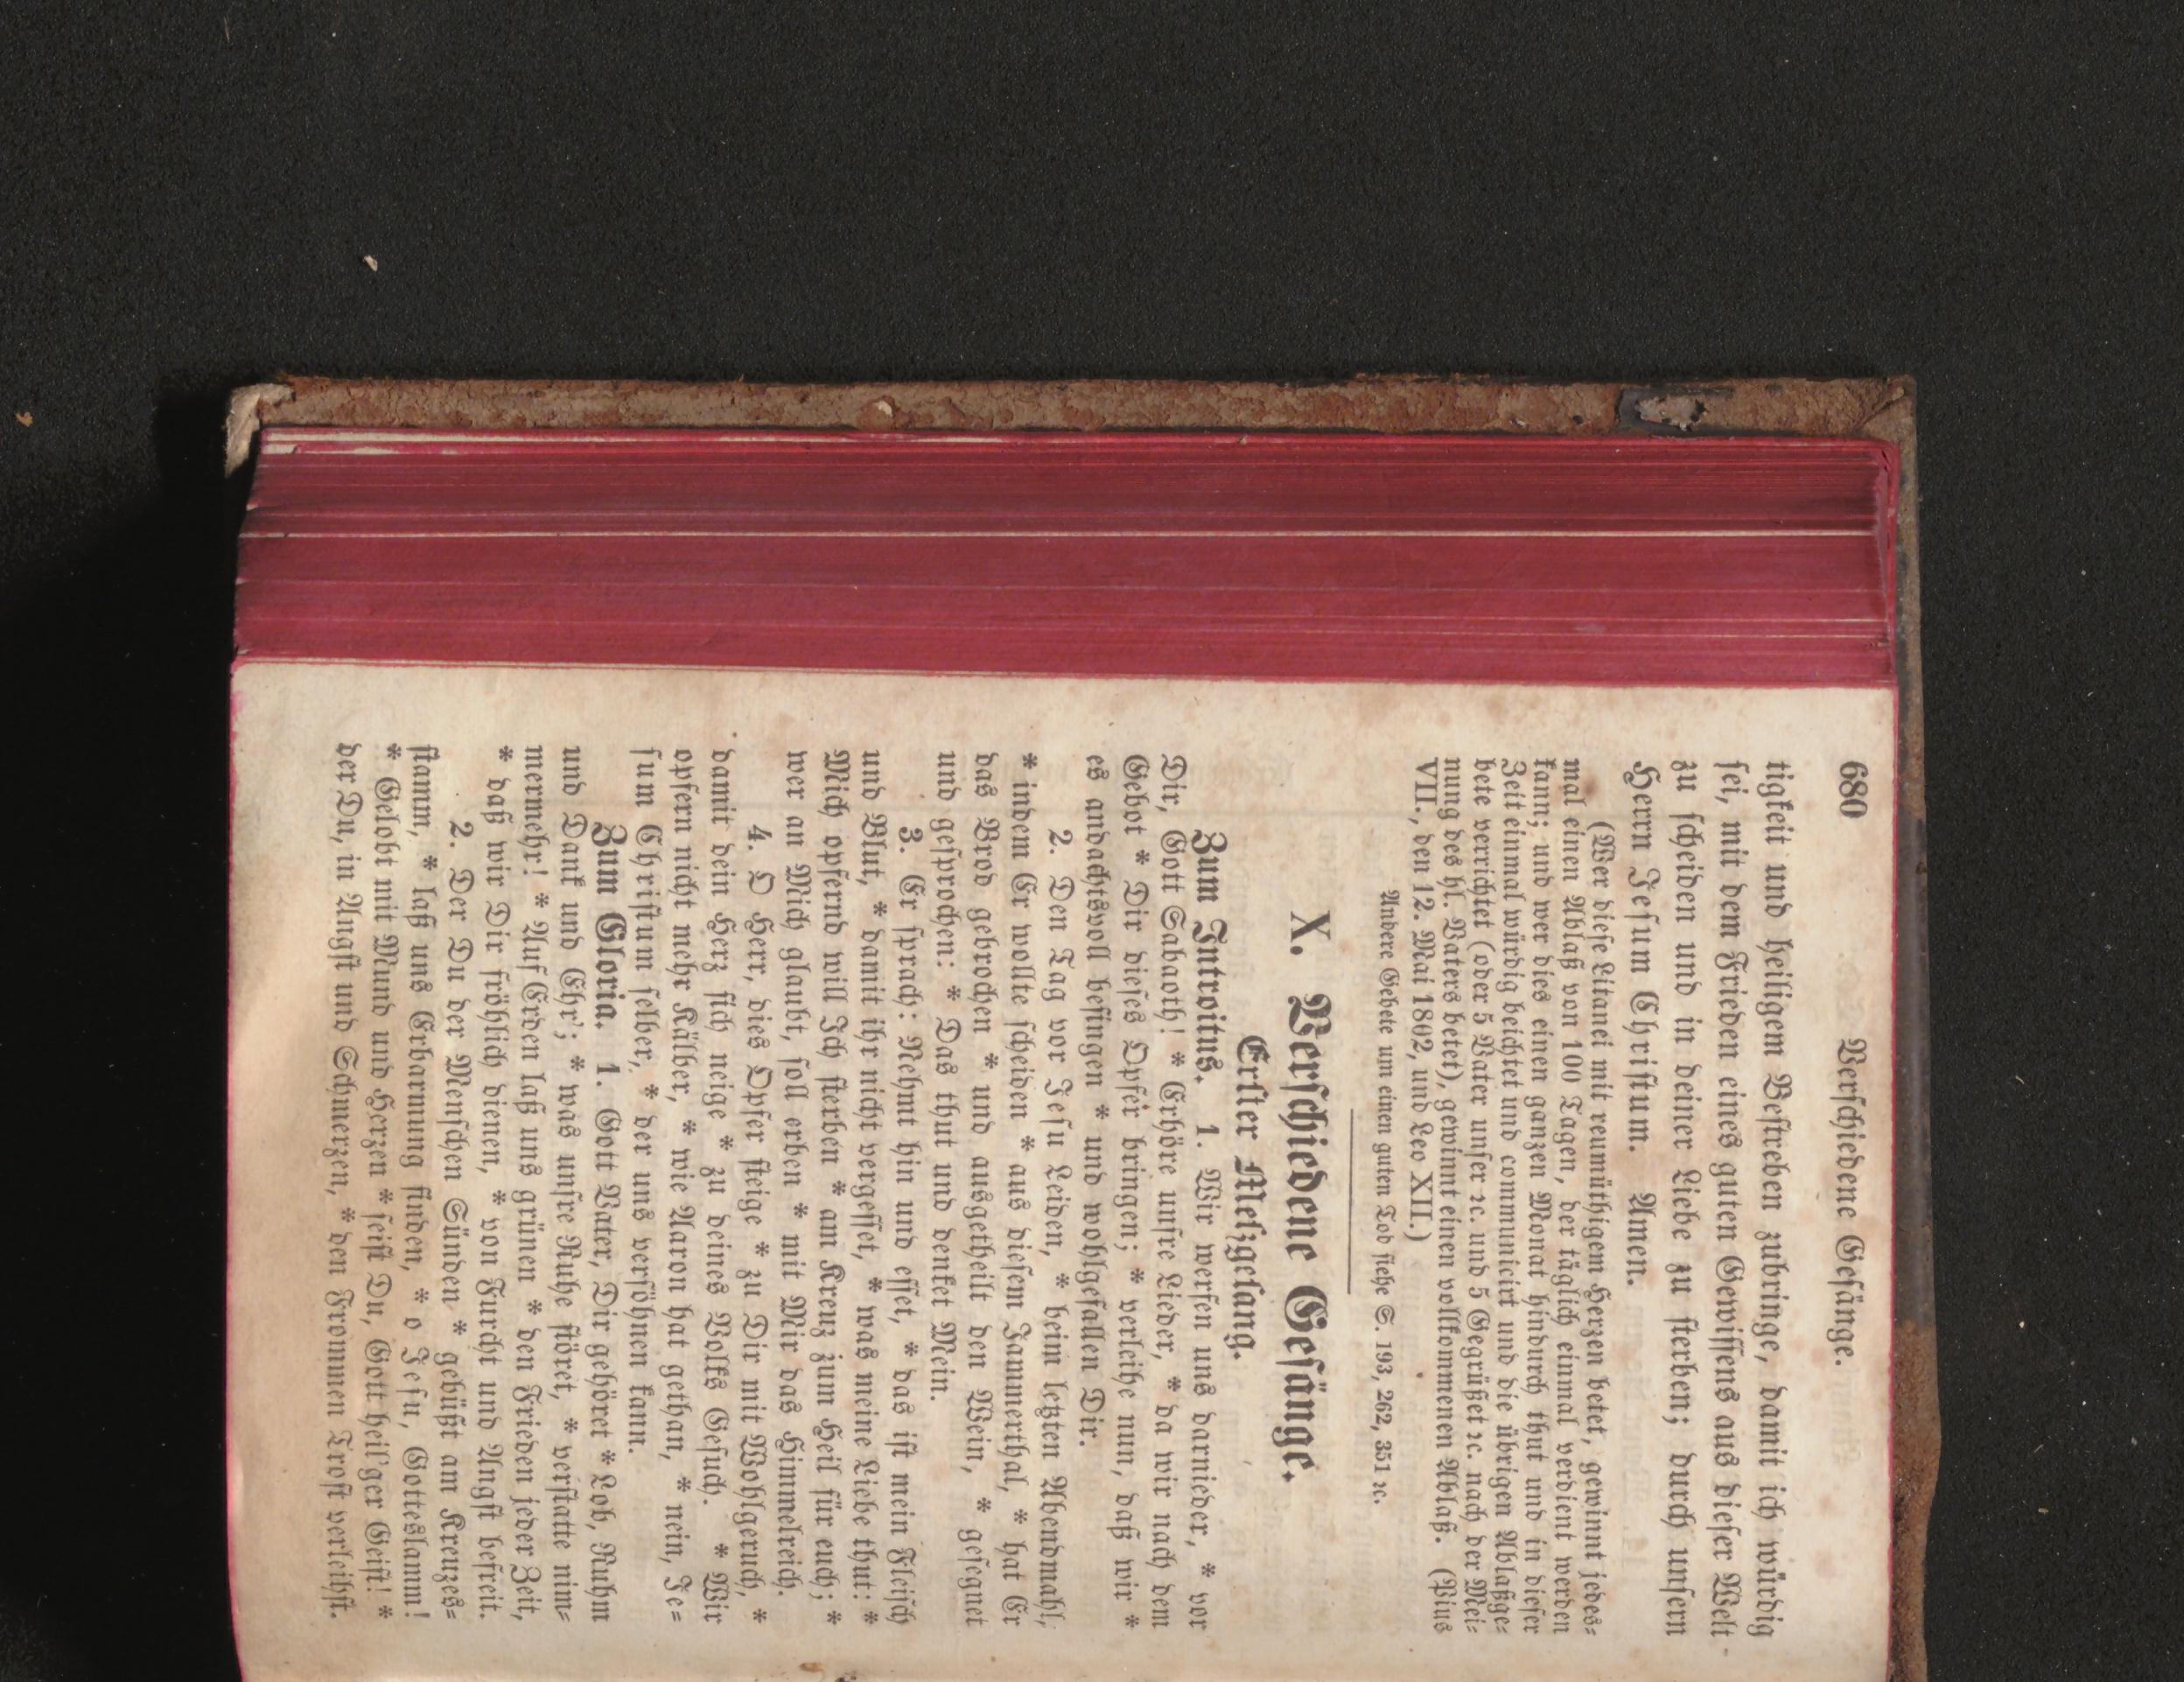 680 Verschiedene Gesänge.
tigkeit und heiligem Bestreben zubringe, damit ich würdig
sei, mit dem Frieden eines guten Gewissens aus dieser Welt
zu scheiden und in deiner Liebe zu sterben; durch unsern
Herrn Jesum Christum. Amen.
(Wer diese Litanei mit reumüthigem Herzen betet, gewinnt jedes=
mal einen Ablaß von 100 Tagen, der täglich einmal verdient werden
kann; und wer dies einen ganzen Monat hindurch thut und in dieser
Zeit einmal würdig beichtet und communicirt und die übrigen Ablaßge=
bete verrichtet (oder 5 Vater unser ꝛc. und 5 Gegrüßet ꝛc. nach der Mei=
nung des hl. Vaters betet), gewinnt einen vollkommenen Ablaß. (Pius
VII., den 12. Mai 1802, und Leo XII.)
Andere Gebete um einen guten Tod siehe S. 193, 262, 351 ꝛc.
X. Verschiedene Gesänge.
Erster Meßgesang.
Zum Introitus. 1. Wir werfen uns darnieder, * vor
Dir, Gott Sabaoth! * Erhöre unsre Lieder, * da wir nach dem
Gebot * Dir dieses Opfer bringen; * verleihe nun, daß wir *
es andachtsvoll besingen * und wohlgefallen Dir.
2. Den Tag vor Jesu Leiden, * beim letzten Abendmahl,
* indem Er wollte scheiden * aus diesem Jammerthal, * hat Er
das Brod gebrochen * und ausgetheilt den Wein, * gesegnet
und gesprochen: * Das thut und denket Mein.
3. Er sprach: Nehmt hin und esset, * das ist mein Fleisch
und Blut, * damit ihr nicht vergesset, * was meine Liebe thut: *
Mich opfernd will Ich sterben * am Kreuz zum Heil für euch; *
wer an Mich glaubt, soll erben * mit Mir das Himmelreich.
4. O Herr, dies Opfer steige * zu Dir mit Wohlgeruch, *
damit dein Herz sich neige * zu deines Volks Gesuch. * Wir
opfern nicht mehr Kälber, * wie Aaron hat gethan, * nein, Je=
sum Christum selber, * der uns versöhnen kann.
Zum Gloria. 1. Gott Vater, Dir gehöret * Lob, Ruhm
und Dank und Ehr'; * was unsre Ruhe störet, * verstatte nim=
mermehr! * Auf Erden laß uns grünen * den Frieden jeder Zeit,
* daß wir Dir fröhlich dienen, * von Furcht und Angst befreit.
2. Der Du der Menschen Sünden * gebüßt am Kreuzes=
stamm, * laß uns Erbarmung finden, * o Jesu, Gotteslamm!
* Gelobt mit Mund und Herzen * seist Du, Gott heil'ger Geist! *
der Du, in Angst und Schmerzen, * den Frommen Trost verleihst.